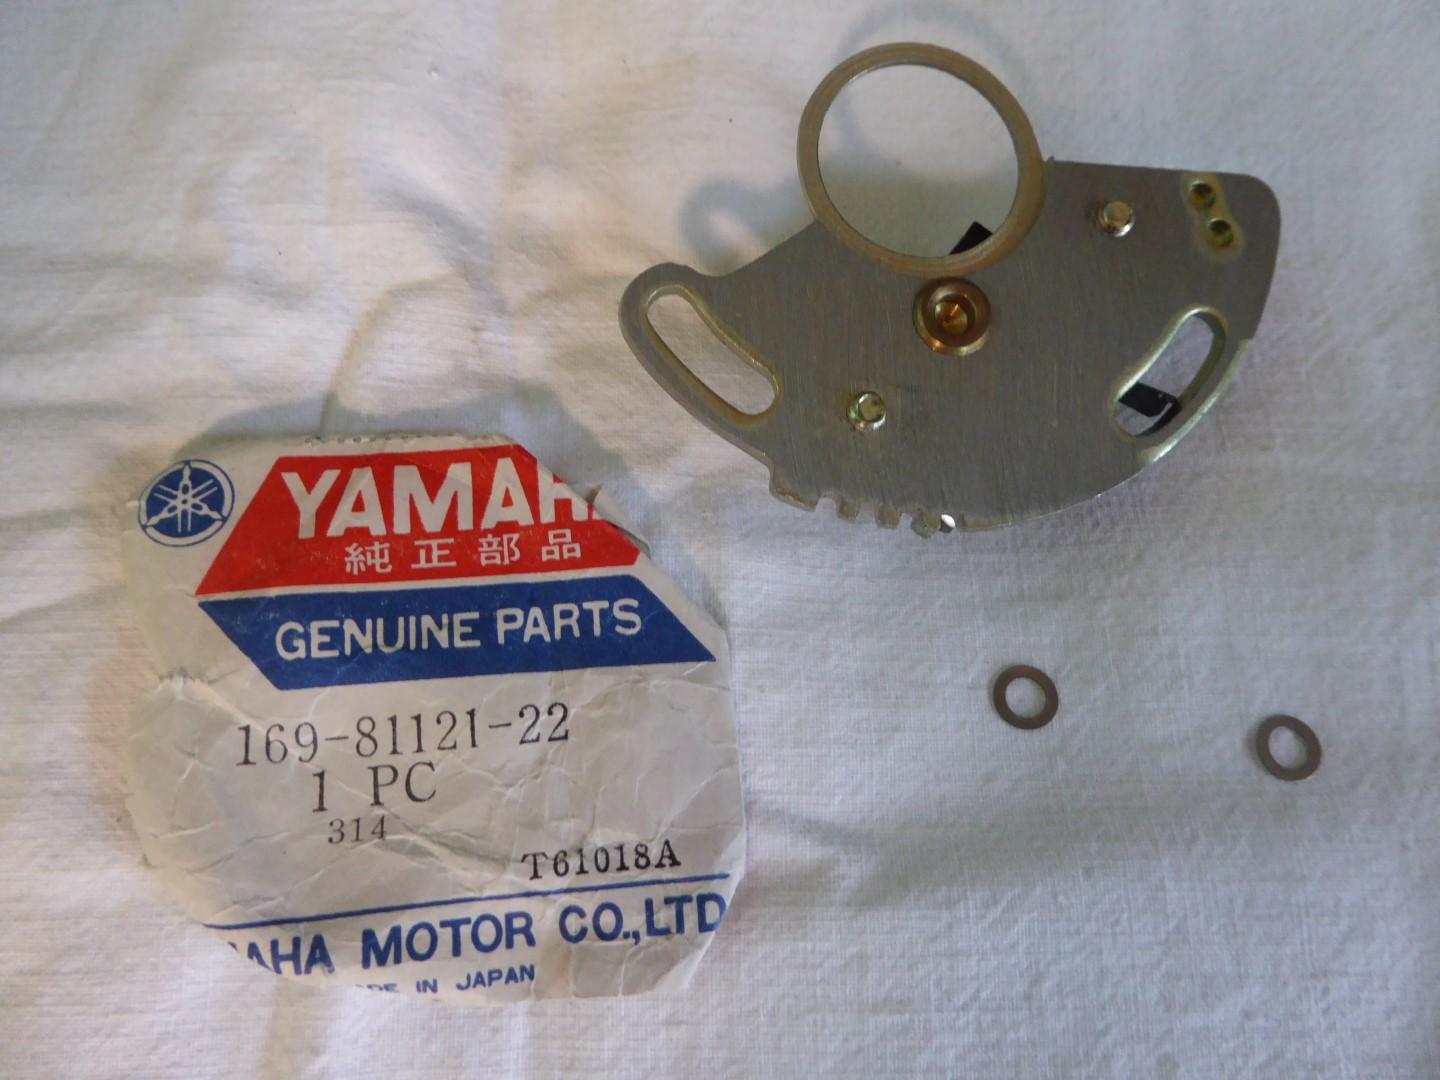 YAMAHA
純正部品
GENUINE PARTS
169-81121-22
1 PC
314
T61018A
AHA MOTOR CO.,LTD
DE IN JAPAN